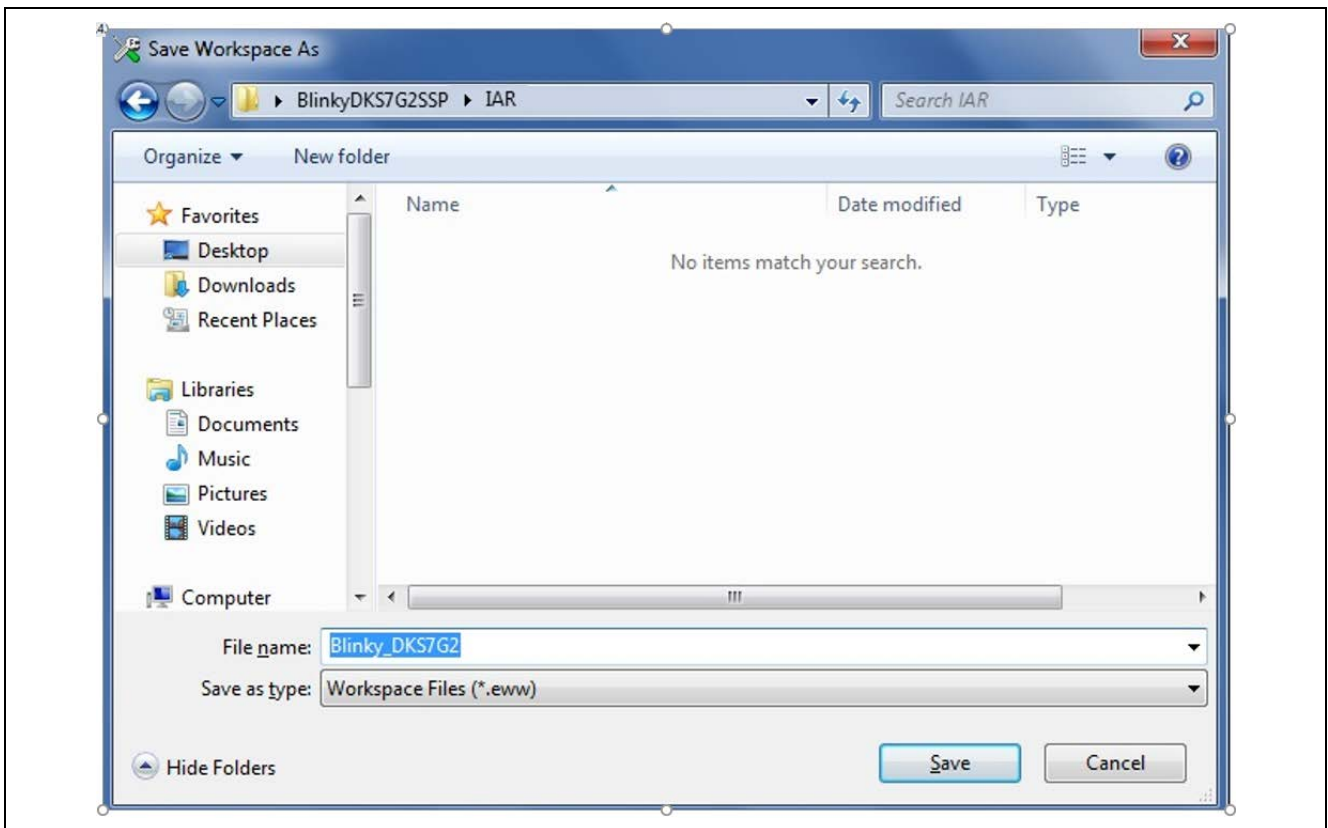 4)
Save Workspace As
BlinkyDKS7G2SSP IAR
Search IAR
Organize New folder
Name Date modified Type
No items match your search.
Favorites
Desktop
Downloads
Recent Places
Libraries
Documents
Music
Pictures
Videos
Computer
File name: Blinky_DKS7G2
Save as type: Workspace Files (*.eww)
Hide Folders
Save Cancel